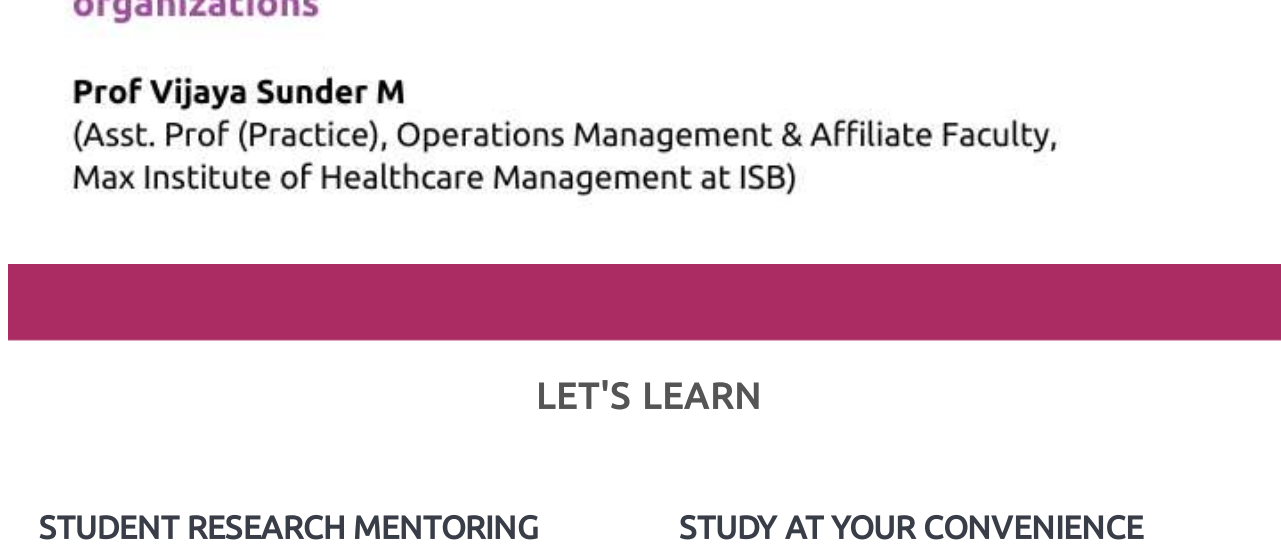 organizations
Prof Vijaya Sunder M
(Asst. Prof (Practice), Operations Management & Affiliate Faculty,
Max Institute of Healthcare Management at ISB)
LET'S LEARN
STUDENT RESEARCH MENTORING
STUDY AT YOUR CONVENIENCE